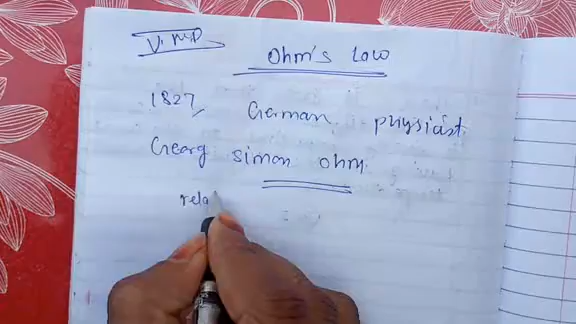 V. Imp
Ohm's Law
1827, German physicist
Georg simon ohm
rela